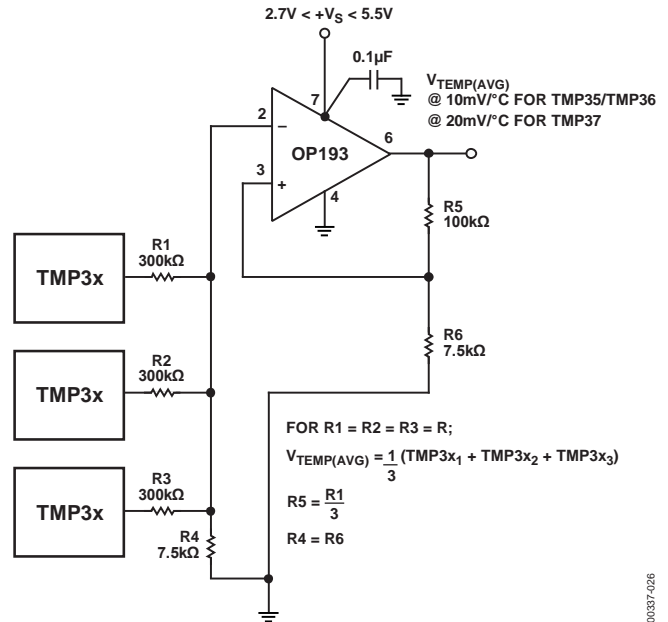 2.7V < +VS < 5.5V
0.1µF
VTEMP(AVG)
@ 10mV/°C FOR TMP35/TMP36
@ 20mV/°C FOR TMP37
7
2
−
OP193
6
3
+
4
R5
100kΩ
R1
300kΩ
TMP3x
R6
7.5kΩ
R2
300kΩ
TMP3x
FOR R1 = R2 = R3 = R;
VTEMP(AVG) = 1/3 (TMP3x1 + TMP3x2 + TMP3x3)
R3
300kΩ
TMP3x
R5 = R1/3
R4
7.5kΩ
R4 = R6
00337-026